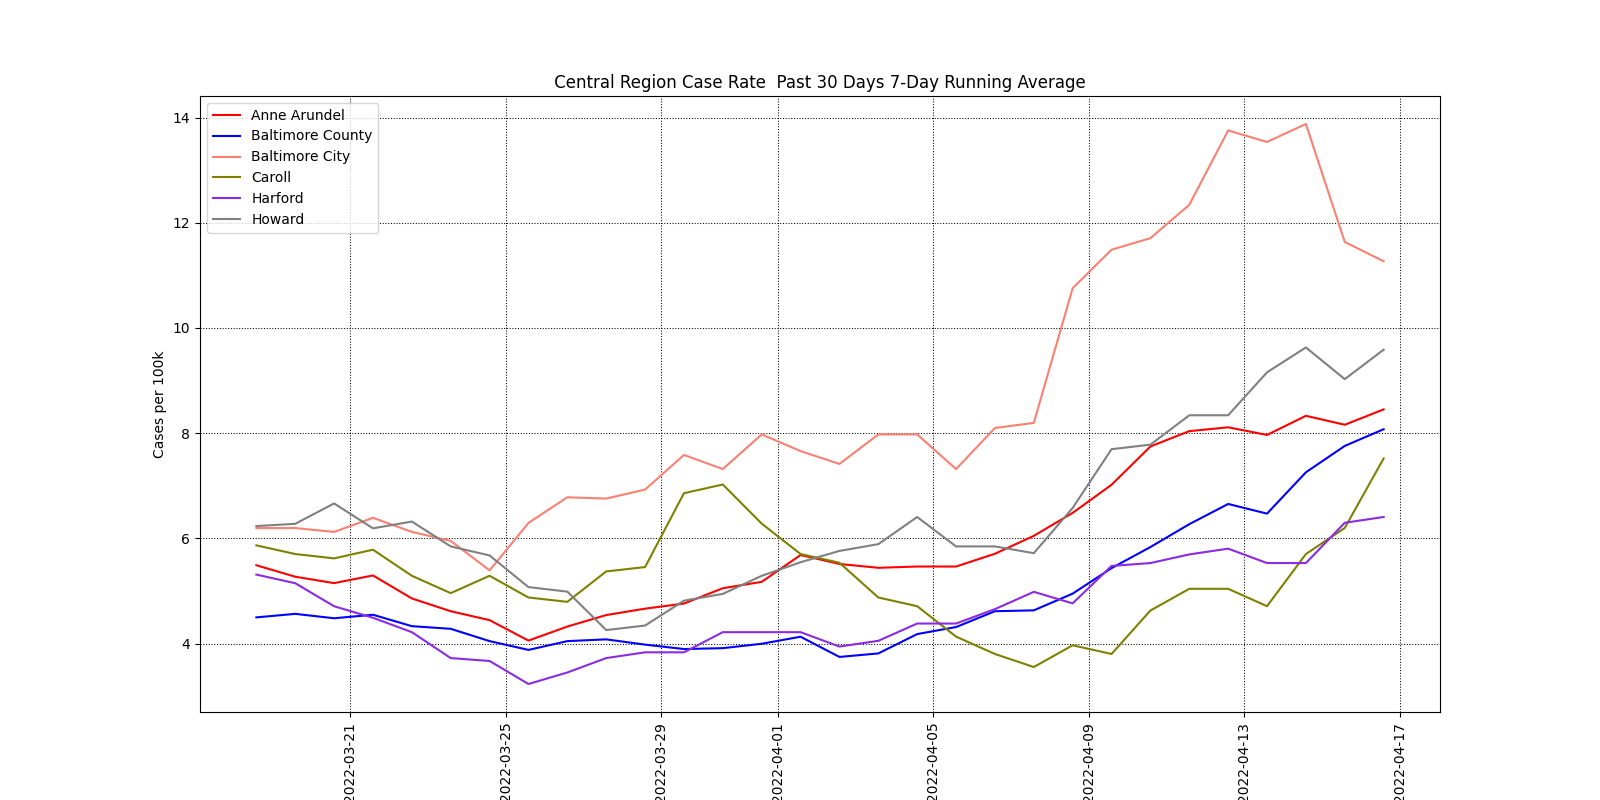 Central Region Case Rate  Past 30 Days 7-Day Running Average
Anne Arundel
Baltimore County
Baltimore City
Caroll
Harford
Howard
14
12
10
8
6
4
Cases per 100k
2022-03-21
2022-03-25
2022-03-29
2022-04-01
2022-04-05
2022-04-09
2022-04-13
2022-04-17